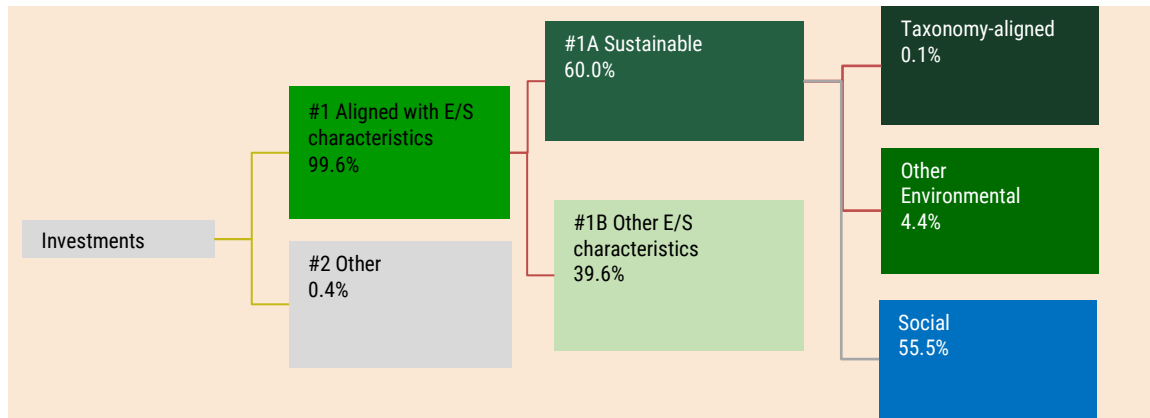 Investments
#1 Aligned with E/S
characteristics
99.6%
#2 Other
0.4%
#1A Sustainable
60.0%
#1B Other E/S
characteristics
39.6%
Taxonomy-aligned
0.1%
Other
Environmental
4.4%
Social
55.5%